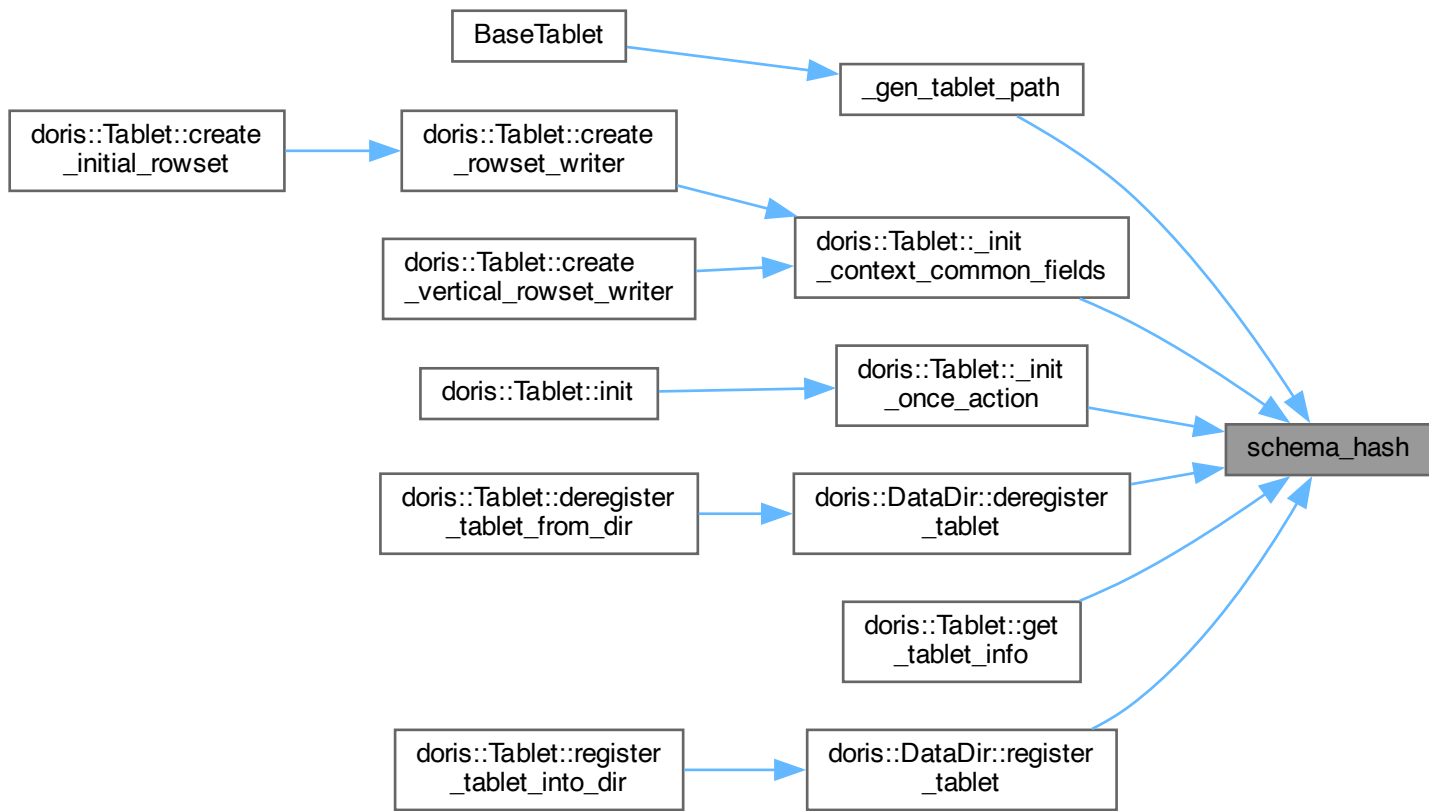 BaseTablet
_gen_tablet_path
doris::Tablet::create
_initial_rowset
doris::Tablet::create
_rowset_writer
doris::Tablet::_init
_context_common_fields
doris::Tablet::create
_vertical_rowset_writer
doris::Tablet::init
doris::Tablet::_init
_once_action
schema_hash
doris::Tablet::deregister
_tablet_from_dir
doris::DataDir::deregister
_tablet
doris::Tablet::get
_tablet_info
doris::Tablet::register
_tablet_into_dir
doris::DataDir::register
_tablet